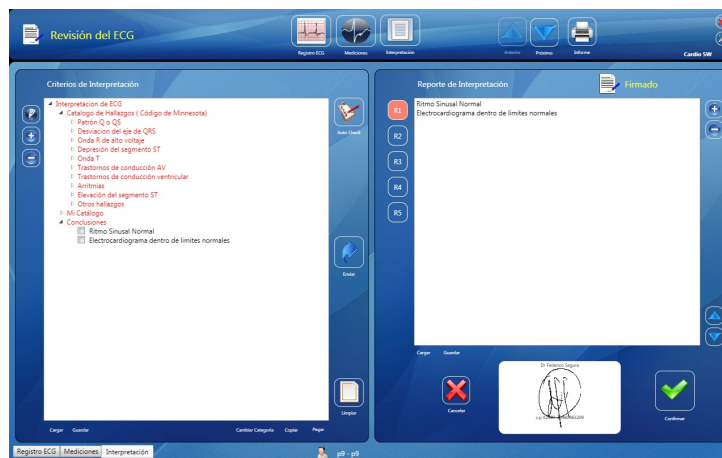 Revisión del ECG
Registro ECG
Mediciones
Interpretación
Anterior
Próximo
Informe
Cardio SW
Criterios de Interpretación
Interpretacion de ECG
Catalogo de Hallazgos ( Código de Minnesota)
Patrón Q o QS
Desviacion del eje de QRS
Onda R de alto voltaje
Depresión del segmento ST
Onda T
Trastornos de conducción AV
Trastornos de conducción ventricular
Arritmias
Elevación del segmento ST
Otros hallazgos
Mi Catálogo
Conclusiones
Ritmo Sinusal Normal
Electrocardiograma dentro de limites normales
Auto Check
Enviar
Limpiar
Cargar
Guardar
Cambiar Categoria
Copiar
Pegar
Reporte de Interpretación
Firmado
R1
R2
R3
R4
R5
Ritmo Sinusal Normal
Electrocardiograma dentro de limites normales
Cargar
Guardar
Cancelar
Dr Federico Segura
Confirmar
Registro ECG
Mediciones
Interpretación
p9 - p9